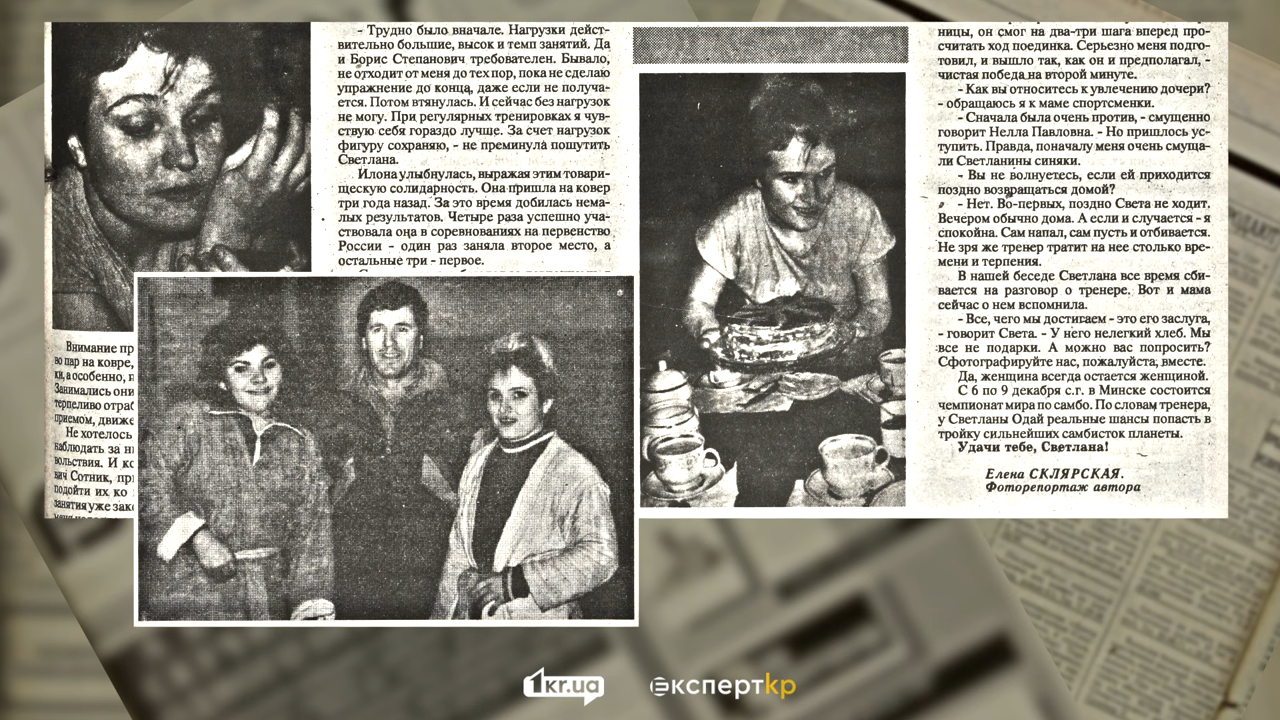 Внимание пр
во пар на ковре,
ки, а особенно, п
Занимались они
терпеливо отраб
приемом, движе
Не хотелось
наблюдать за ни
вольствия. И ко
вич Сотник, пр
подойти их ко
занятия уже зак
- Трудно было вначале. Нагрузки дейст-
вительно большие, высок и темп занятий. Да
и Борис Степанович требователен. Бывало,
не отходит от меня до тех пор, пока не сделаю
упражнение до конца, даже если не получа-
ется. Потом втянулась. И сейчас без нагрузок
не могу. При регулярных тренировках я чув-
ствую себя гораздо лучше. За счет нагрузок
фигуру сохраняю, - не преминула пошутить
Светлана.
Илона улыбнулась, выражая этим товари-
щескую солидарность. Она пришла на ковер
три года назад. За это время добилась нема-
лых результатов. Четыре раза успешно уча-
ствовала она в соревнованиях на первенство
России - один раз заняла второе место, а
остальные три - первое.
ницы, он смог на два-три шага вперед про-
считать ход поединка. Серьезно меня подго-
товил, и вышло так, как он и предполагал, -
чистая победа на второй минуте.
- Как вы относитесь к увлечению дочери?
- обращаюсь я к маме спортсменки.
- Сначала была очень против, - смущенно
говорит Нелла Павловна. - Но пришлось ус-
тупить. Правда, поначалу меня очень смуща-
ли Светланины синяки.
- Вы не волнуетесь, если ей приходится
поздно возвращаться домой?
- Нет. Во-первых, поздно Света не ходит.
Вечером обычно дома. А если и случается - я
спокойна. Сам напал, сам пусть и отбивается.
Не зря же тренер тратит на нее столько вре-
мени и терпения.
В нашей беседе Светлана все время сби-
вается на разговор о тренере. Вот и мама
сейчас о нем вспомнила.
- Все, чего мы достигаем - это его заслуга,
- говорит Света. - У него нелегкий хлеб. Мы
все не подарки. А можно вас попросить?
Сфотографируйте нас, пожалуйста, вместе.
Да, женщина всегда остается женщиной.
С 6 по 9 декабря с.г. в Минске состоится
чемпионат мира по самбо. По словам тренера,
у Светланы Одай реальные шансы попасть в
тройку сильнейших самбисток планеты.
Удачи тебе, Светлана!
Елена СКЛЯРСКАЯ.
Фоторепортаж автора
1kr.ua
експертkp